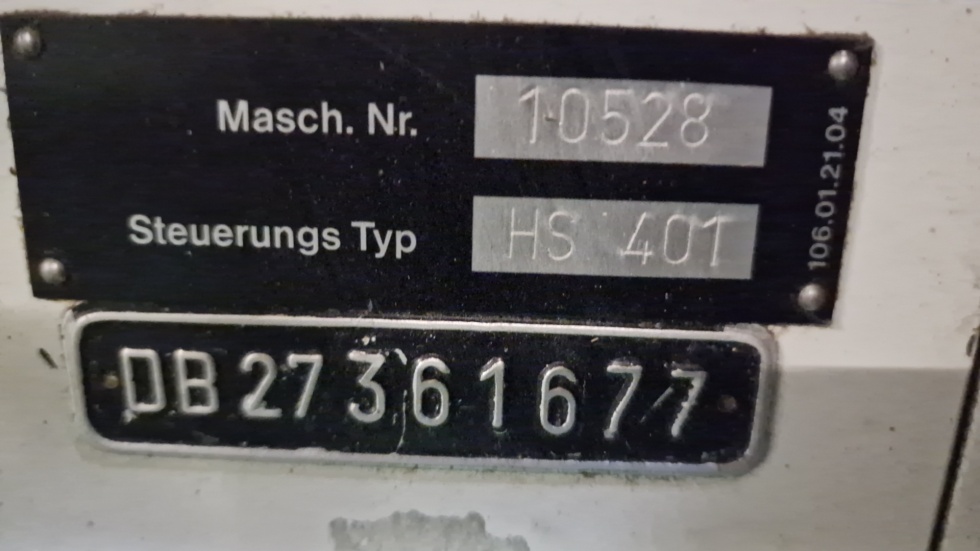 Masch. Nr. 10528
Steuerungs Typ HS 401
106.01.21.04
DB 27 361677